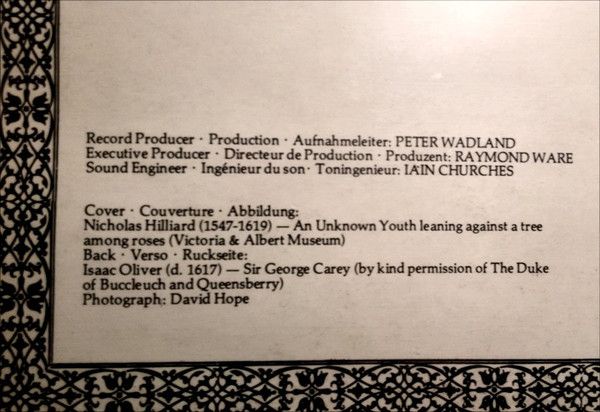 Record Producer · Production · Aufnahmeleiter: PETER WADLAND
Executive Producer · Directeur de Production · Produzent: RAYMOND WARE
Sound Engineer · Ingénieur du son · Toningenieur: IAIN CHURCHES
Cover · Couverture · Abbildung:
Nicholas Hilliard (1547-1619) — An Unknown Youth leaning against a tree
among roses (Victoria & Albert Museum)
Back · Verso · Ruckseite:
Isaac Oliver (d. 1617) — Sir George Carey (by kind permission of The Duke
of Buccleuch and Queensberry)
Photograph: David Hope